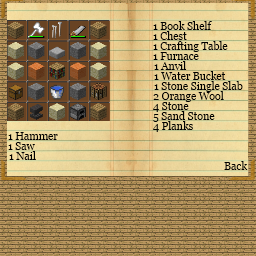 1 Book Shelf
1 Chest
1 Crafting Table
1 Furnace
1 Anvil
1 Water Bucket
1 Stone Single Slab
2 Orange Wool
4 Stone
5 Sand Stone
4 Planks
1 Hammer
1 Saw
1 Nail
Back